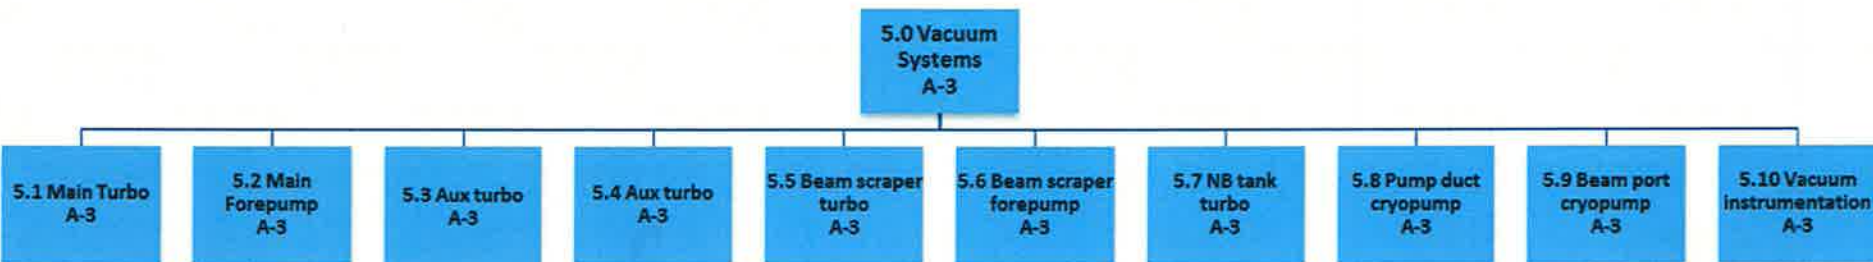 5.0 Vacuum
Systems
A-3
5.1 Main Turbo
A-3
5.2 Main
Forepump
A-3
5.3 Aux turbo
A-3
5.4 Aux turbo
A-3
5.5 Beam scraper
turbo
A-3
5.6 Beam scraper
forepump
A-3
5.7 NB tank
turbo
A-3
5.8 Pump duct
cryopump
A-3
5.9 Beam port
cryopump
A-3
5.10 Vacuum
instrumentation
A-3